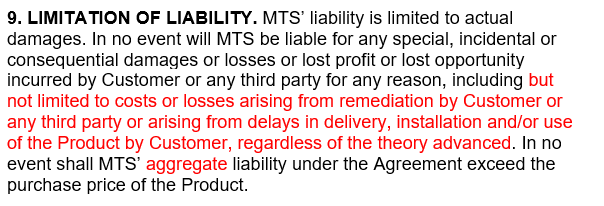 9. LIMITATION OF LIABILITY. MTS’ liability is limited to actual
damages. In no event will MTS be liable for any special, incidental or
consequential damages or losses or lost profit or lost opportunity
incurred by Customer or any third party for any reason, including but
not limited to costs or losses arising from remediation by Customer or
any third party or arising from delays in delivery, installation and/or use
of the Product by Customer, regardless of the theory advanced. In no
event shall MTS’ aggregate liability under the Agreement exceed the
purchase price of the Product.